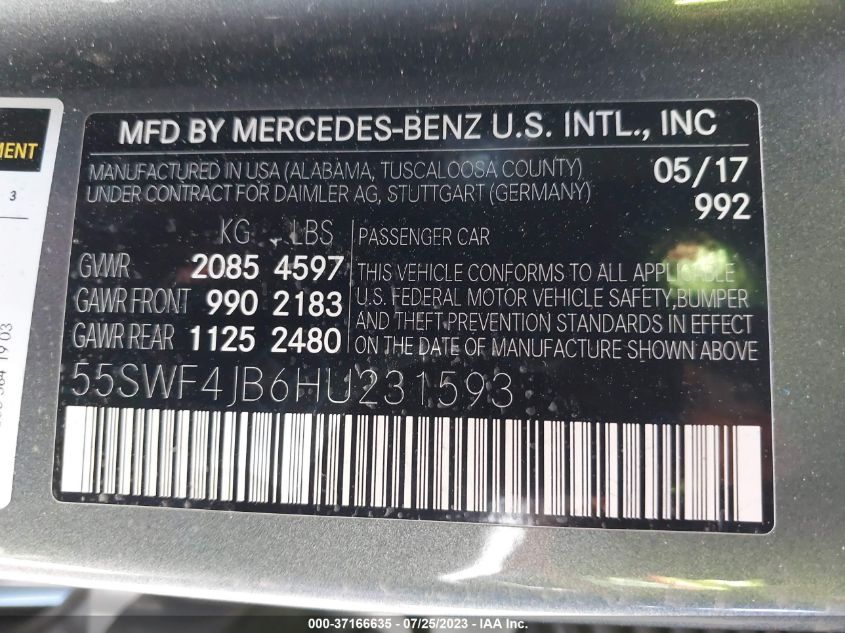 MENT
3
MFD BY MERCEDES-BENZ U.S. INTL., INC
MANUFACTURED IN USA (ALABAMA, TUSCALOOSA COUNTY)
UNDER CONTRACT FOR DAIMLER AG, STUTTGART (GERMANY)
05/17
992
KG LBS
GVWR 2085 4597
GAWR FRONT 990 2183
GAWR REAR 1125 2480
PASSENGER CAR
THIS VEHICLE CONFORMS TO ALL APPLICABLE
U.S. FEDERAL MOTOR VEHICLE SAFETY,BUMPER
AND THEFT PREVENTION STANDARDS IN EFFECT
ON THE DATE OF MANUFACTURE SHOWN ABOVE
55SWF4JB6HU231593
000-37166635 - 07/25/2023 - IAA Inc.